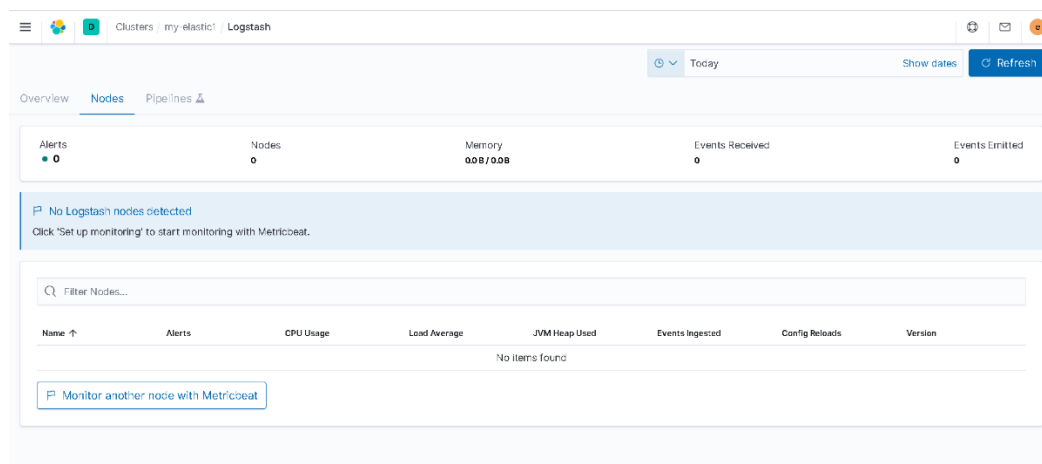 D Clusters / my-elastic1 / Logstash e
Today Show dates Refresh
Overview Nodes Pipelines
Alerts Nodes Memory Events Received Events Emitted
0 0 0.0 B / 0.0 B 0 0
No Logstash nodes detected
Click 'Set up monitoring' to start monitoring with Metricbeat.
Filter Nodes...
Name Alerts CPU Usage Load Average JVM Heap Used Events Ingested Config Reloads Version
No items found
Monitor another node with Metricbeat